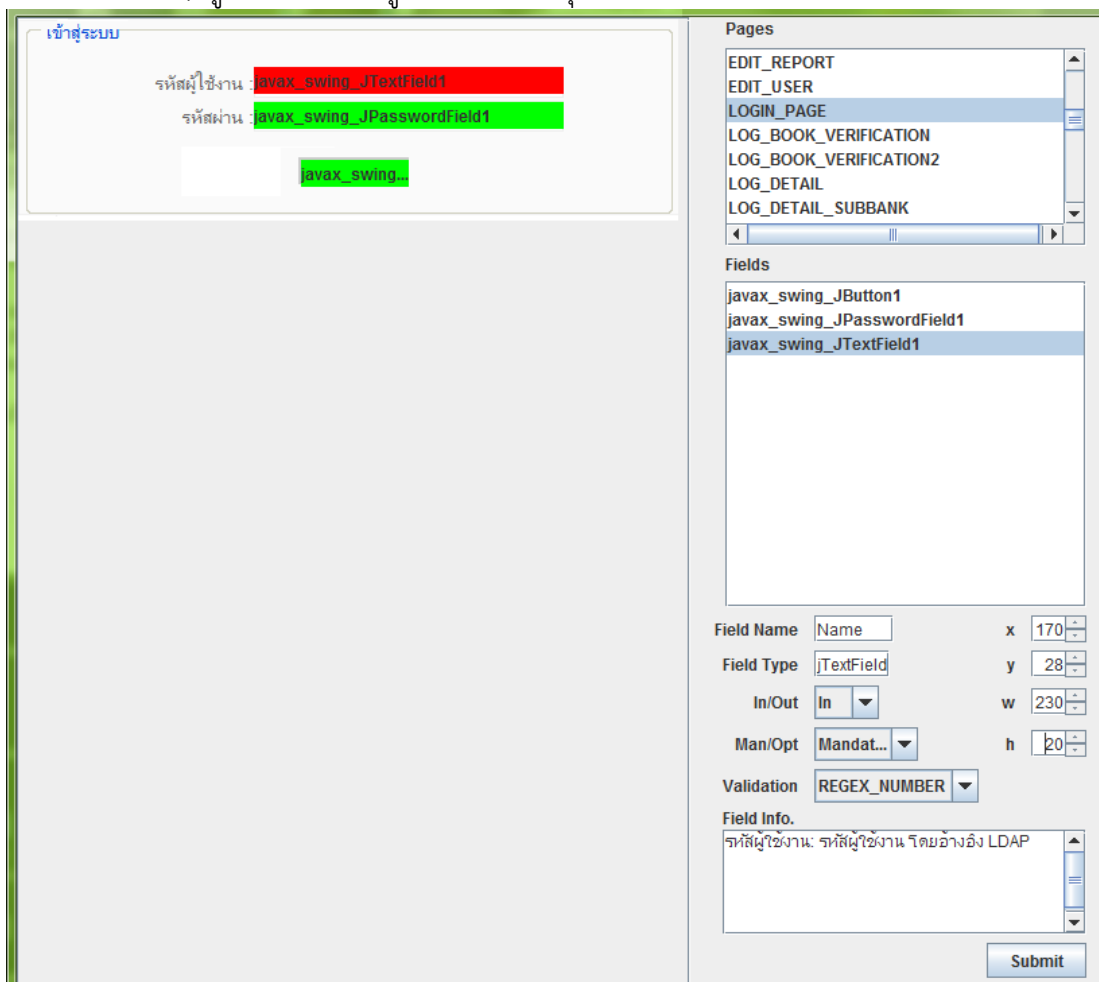 เข้าสู่ระบบ
รหัสผู้ใช้งาน :javax_swing_JTextField1
รหัสผ่าน :javax_swing_JPasswordField1
javax_swing...
Pages
EDIT_REPORT
EDIT_USER
LOGIN_PAGE
LOG_BOOK_VERIFICATION
LOG_BOOK_VERIFICATION2
LOG_DETAIL
LOG_DETAIL_SUBBANK
Fields
javax_swing_JButton1
javax_swing_JPasswordField1
javax_swing_JTextField1
Field Name Name x 170
Field Type jTextField y 28
In/Out In w 230
Man/Opt Mandat... h 20
Validation REGEX_NUMBER
Field Info.
รหัสผู้ใช้งาน: รหัสผู้ใช้งาน โดยอ้างอิง LDAP
Submit